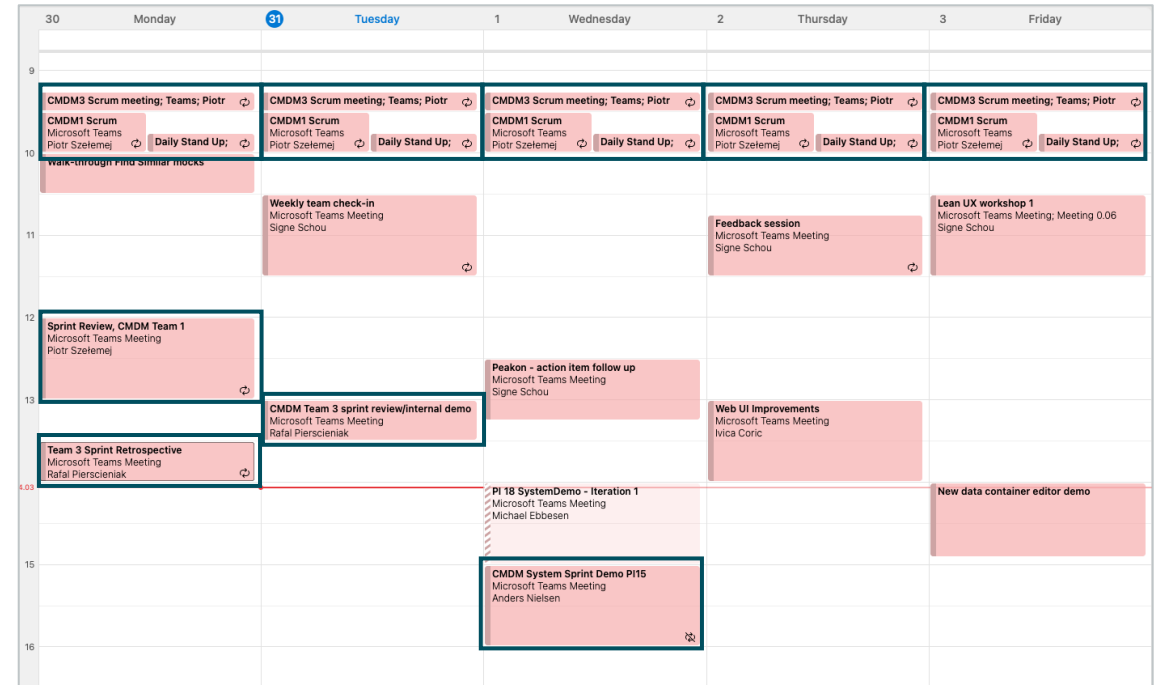 30 Monday
31 Tuesday
1 Wednesday
2 Thursday
3 Friday
9
CMDM3 Scrum meeting; Teams; Piotr
CMDM3 Scrum meeting; Teams; Piotr
CMDM3 Scrum meeting; Teams; Piotr
CMDM3 Scrum meeting; Teams; Piotr
CMDM3 Scrum meeting; Teams; Piotr
CMDM1 Scrum
Microsoft Teams
Piotr Szełemej
Daily Stand Up;
CMDM1 Scrum
Microsoft Teams
Piotr Szełemej
Daily Stand Up;
CMDM1 Scrum
Microsoft Teams
Piotr Szełemej
Daily Stand Up;
CMDM1 Scrum
Microsoft Teams
Piotr Szełemej
Daily Stand Up;
CMDM1 Scrum
Microsoft Teams
Piotr Szełemej
Daily Stand Up;
10
Walk-through Find Similar mocks
Weekly team check-in
Microsoft Teams Meeting
Signe Schou
Feedback session
Microsoft Teams Meeting
Signe Schou
Lean UX workshop 1
Microsoft Teams Meeting; Meeting 0.06
Signe Schou
11
12
Sprint Review, CMDM Team 1
Microsoft Teams Meeting
Piotr Szełemej
Peakon - action item follow up
Microsoft Teams Meeting
Signe Schou
13
CMDM Team 3 sprint review/internal demo
Microsoft Teams Meeting
Rafal Pierscieniak
Web UI Improvements
Microsoft Teams Meeting
Ivica Coric
Team 3 Sprint Retrospective
Microsoft Teams Meeting
Rafal Pierscieniak
4.03
PI 18 SystemDemo - Iteration 1
Microsoft Teams Meeting
Michael Ebbesen
New data container editor demo
15
CMDM System Sprint Demo PI15
Microsoft Teams Meeting
Anders Nielsen
16